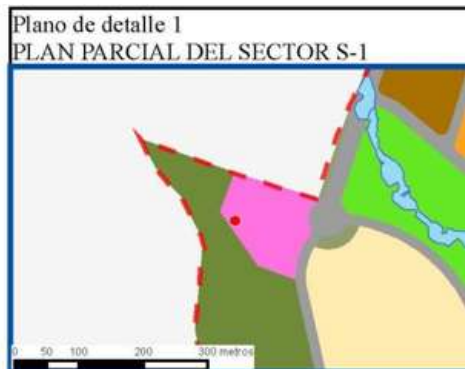 Plano de detalle 1
PLAN PARCIAL DEL SECTOR S-1
0 50 100 200 300 metros